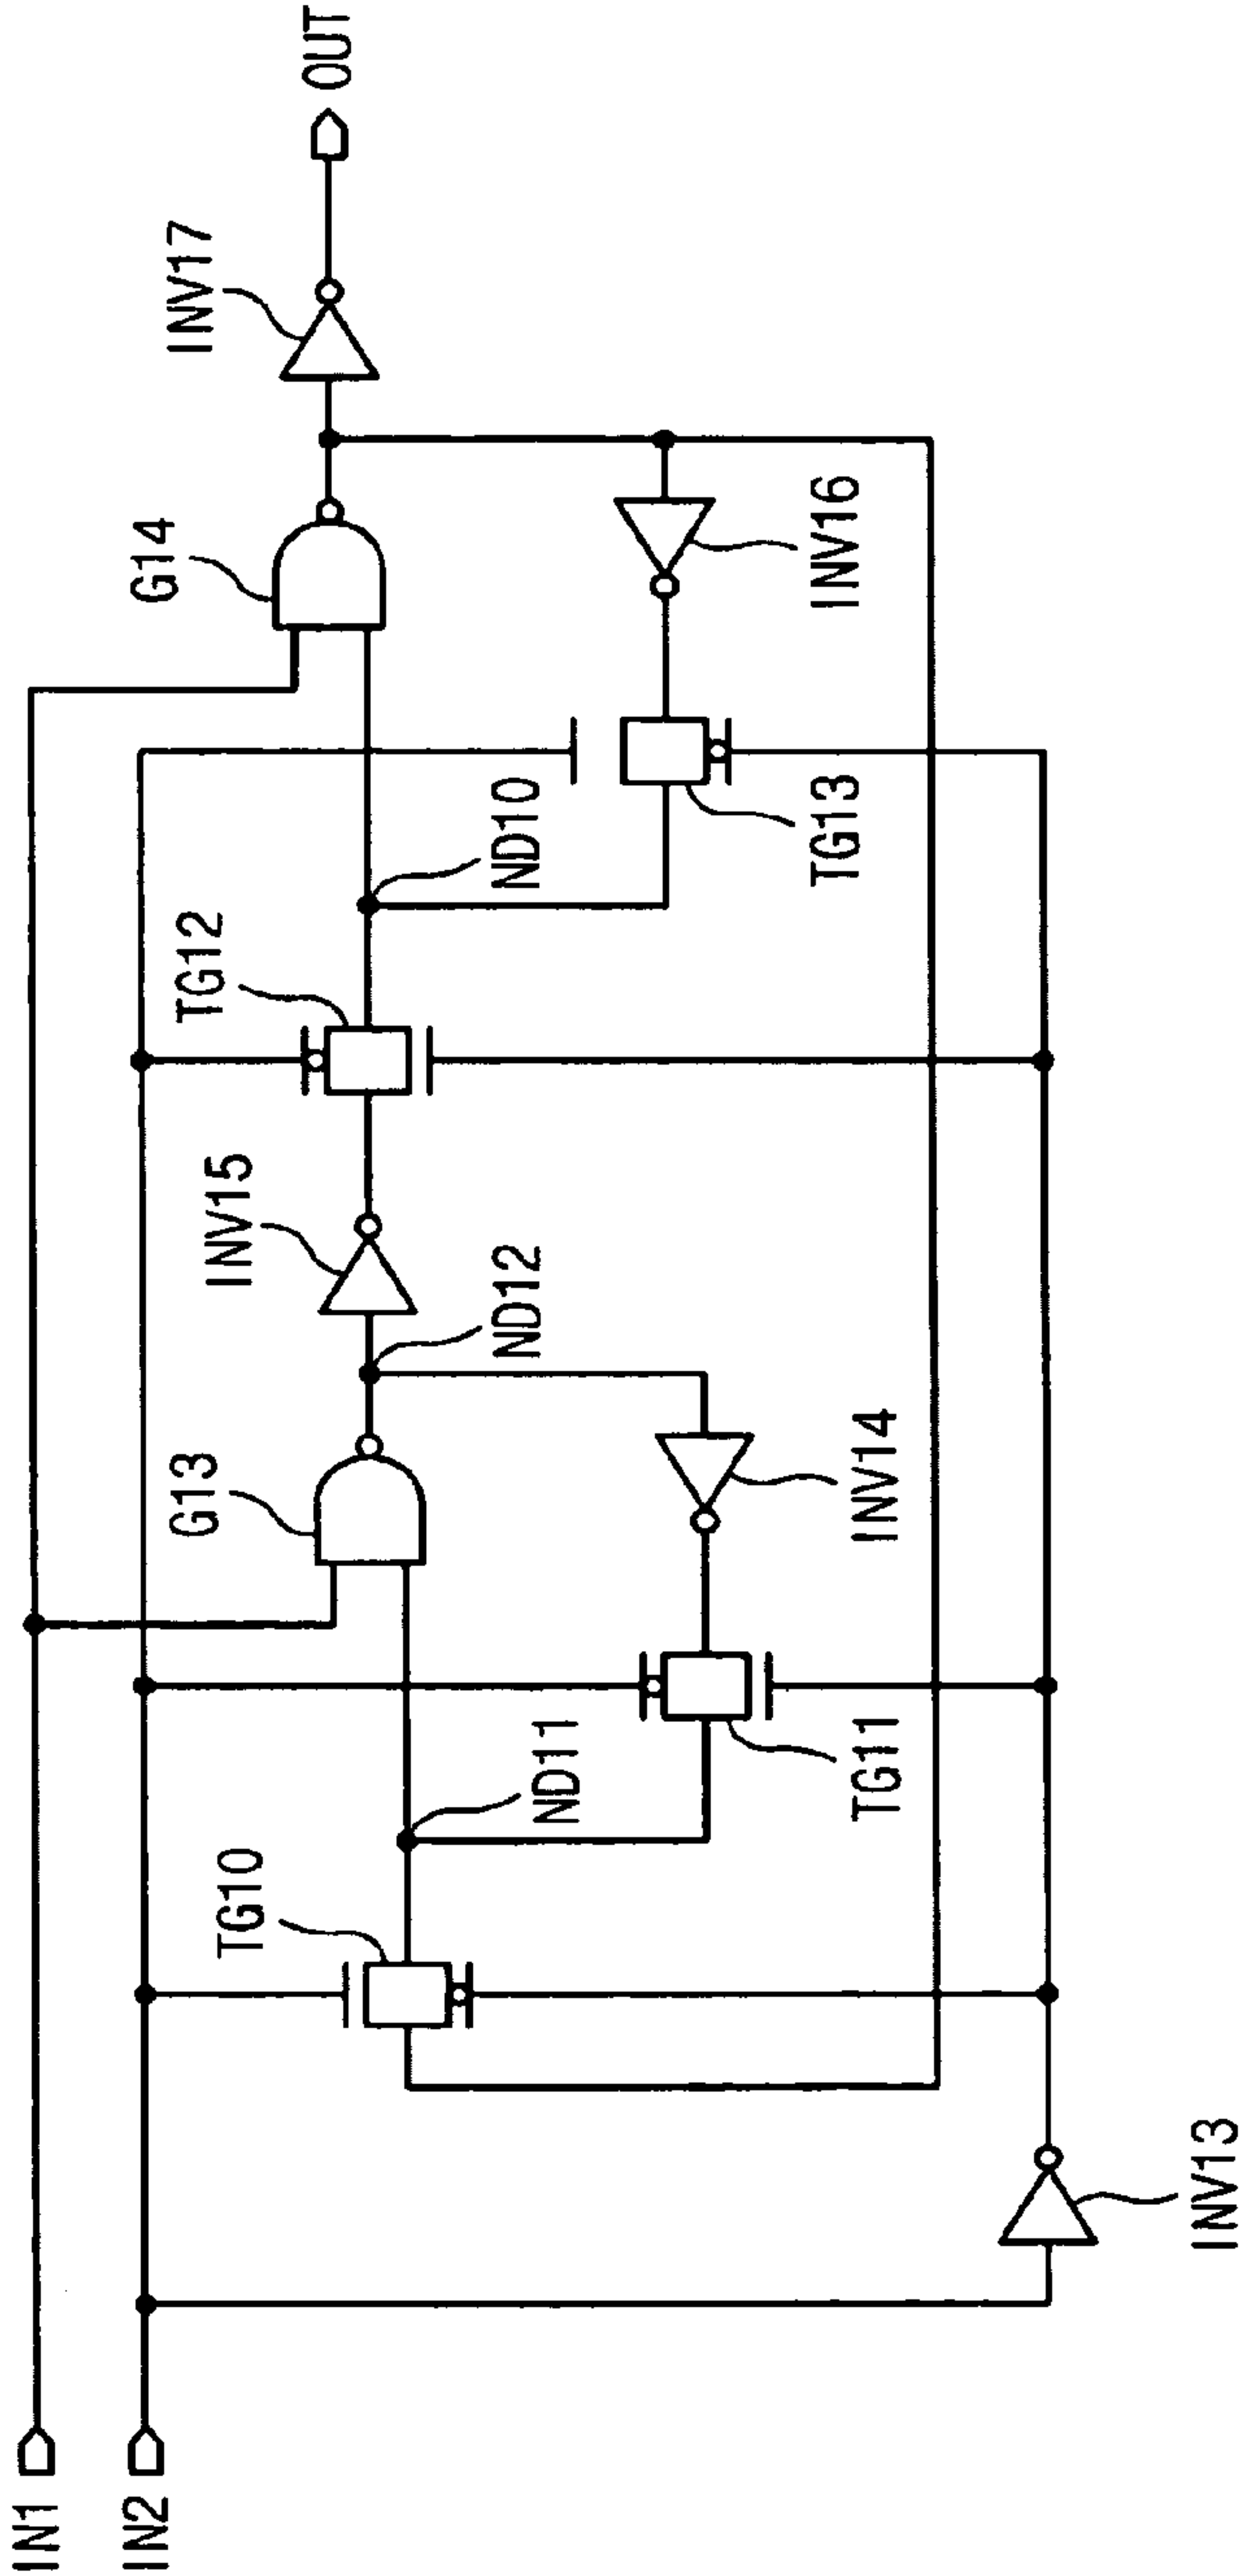 IN1
IN2
INV13
TG10
ND11
TG11
G13
INV14
ND12
INV15
TG12
ND10
TG13
G14
INV16
INV17
OUT